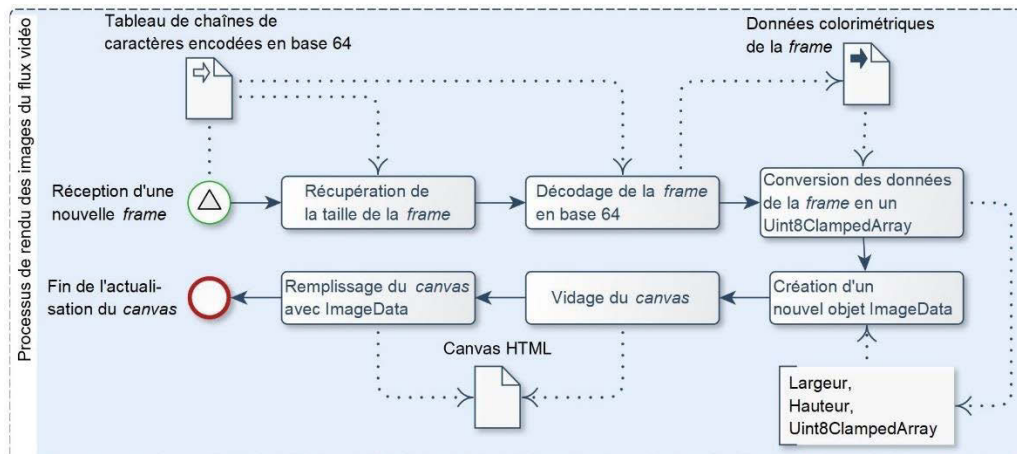 Processus de rendu des images du flux vidéo
Tableau de chaînes de
caractères encodées en base 64
Données colorimétriques
de la frame
Réception d'une
nouvelle frame
Récupération de
la taille de la frame
Décodage de la frame
en base 64
Conversion des données
de la frame en un
Uint8ClampedArray
Fin de l'actuali-
sation du canvas
Remplissage du canvas
avec ImageData
Vidage du canvas
Création d'un
nouvel objet ImageData
Canvas HTML
Largeur,
Hauteur,
Uint8ClampedArray